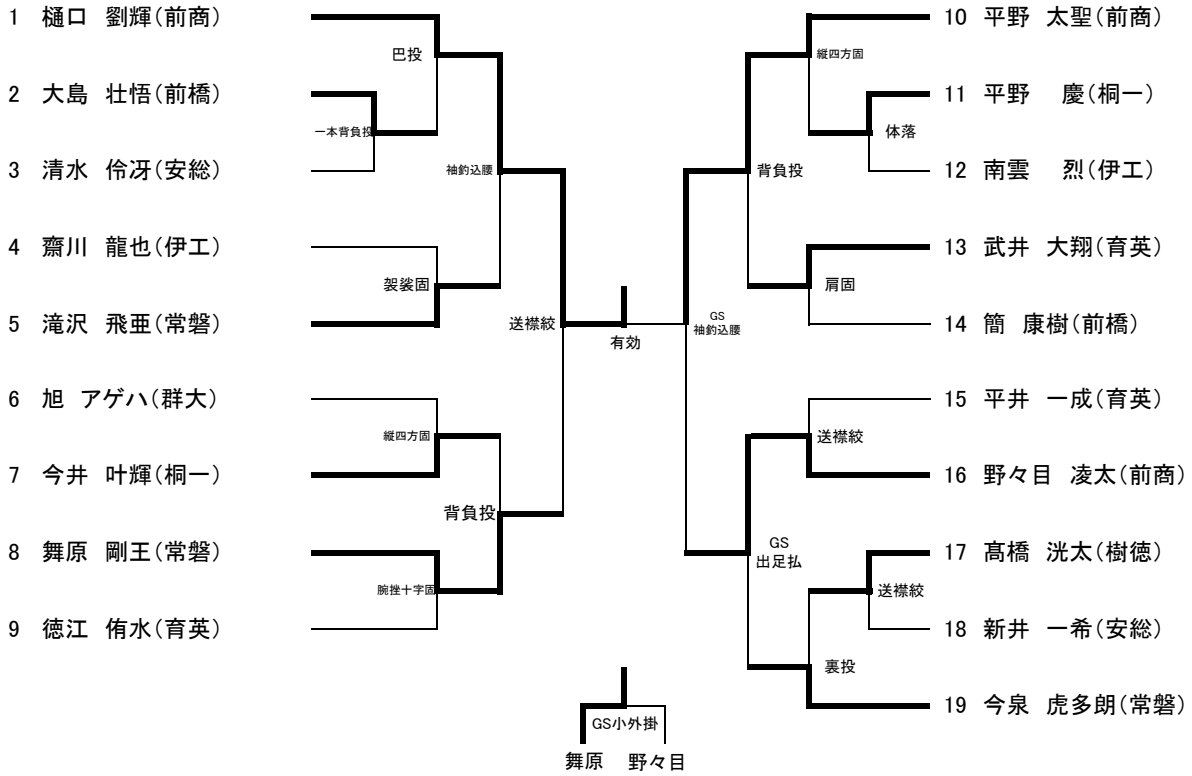 1 樋口 劉輝(前商)
2 大島 壮悟(前橋)
3 清水 伶冴(安総)
4 齋川 龍也(伊工)
5 滝沢 飛亜(常磐)
6 旭 アゲハ(群大)
7 今井 叶輝(桐一)
8 舞原 剛王(常磐)
9 徳江 侑水(育英)
巴投
一本背負投
袖釣込腰
袈裟固
送襟絞
縦四方固
背負投
腕挫十字固
有効
GS
袖釣込腰
縦四方固
体落
背負投
肩固
送襟絞
GS
出足払
送襟絞
裏投
10 平野 太聖(前商)
11 平野 慶(桐一)
12 南雲 烈(伊工)
13 武井 大翔(育英)
14 簡 康樹(前橋)
15 平井 一成(育英)
16 野々目 凌太(前商)
17 髙橋 洸太(樹徳)
18 新井 一希(安総)
19 今泉 虎多朗(常磐)
GS小外掛
舞原 野々目